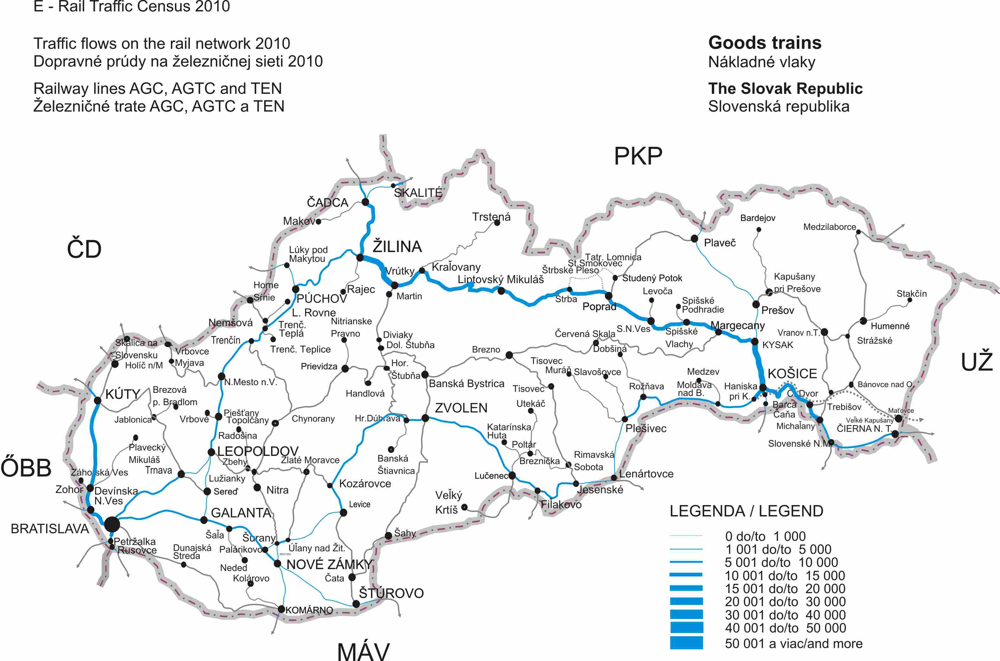 E - Rail Traffic Census 2010
Traffic flows on the rail network 2010
Dopravné prúdy na železničnej sieti 2010
Railway lines AGC, AGTC and TEN
Železničné trate AGC, AGTC a TEN
Goods trains
Nákladné vlaky
The Slovak Republic
Slovenská republika
PKP
ČD
UŽ
ŐBB
MÁV
SKALITÉ
ČADCA
Makov
Trstená
Bardejov
Medzilaborce
ŽILINA
Plaveč
Lúky pod
Makytou
Vrútky
Kraľovany
Tatr. Lomnica
St.Smokovec
Štrbské Pleso
Liptovský Mikuláš
Studený Potok
Kapušany
pri Prešove
Horne
Sŕnie
Rajec
Martin
PÚCHOV
Štrba
Poprad
Levoča
Spišské
Podhradie
Prešov
Stakčín
L. Rovne
Nemšová
Trenč.
Teplá
Nitrianske
Pravno
Diviaky
Dol. Štubňa
Červená Skala
S.N.Ves
Spišské
Vlachy
Margecany
KYSAK
Vranov n.T.
Humenné
Strážske
Trenčín
Trenč. Teplice
Skalica na
Slovensku
Holíč n/M
Vrbovce
Myjava
Prievidza
Hor.
Štubňa
Brezno
Dobšiná
Tisovec
Muráň
Slavošovce
Medzev
KOŠICE
N.Mesto n.V.
Handlová
Banská Bystrica
Tisovec
Rožňava
Moldava
nad B.
Haniska
pri K.
Č. Dvor
Bánovce nad O.
KÚTY
Brezová
p. Bradlom
Utekáč
ZVOLEN
Barca
Čaňa
Trebišov
Maťovce
Jablonica
Vrbové
Piešťany
Topolčany
Chynorany
Hr.Dúbrava
Plešivec
Michaľany
Veľké Kapušany
ČIERNA N. T.
Radošina
Katarínska
Huta
Slovenské N.M.
Plavecký
Mikuláš
LEOPOLDOV
Zbehy
Zlaté Moravce
Banská
Štiavnica
Poltár
Breznička
Rimavská
Sobota
Záhorská Ves
Trnava
Lužianky
Kozárovce
Lučenec
Lenártovce
Zohor
Devínska
N.Ves
Sereď
Nitra
Veľký
Krtíš
Jesenské
Fiľakovo
Levice
GALANTA
BRATISLAVA
Petržalka
Rusovce
Šaľa
Šurany
Šahy
Dunajská
Streda
Palárikovo
Úľany nad Žit.
SKS1052
Neded
NOVÉ ZÁMKY
Kolárovo
Čata
ŠTÚROVO
KOMÁRNO
LEGENDA / LEGEND
0 do/to 1 000
1 001 do/to 5 000
5 001 do/to 10 000
10 001 do/to 15 000
15 001 do/to 20 000
20 001 do/to 30 000
30 001 do/to 40 000
40 001 do/to 50 000
50 001 a viac/and more